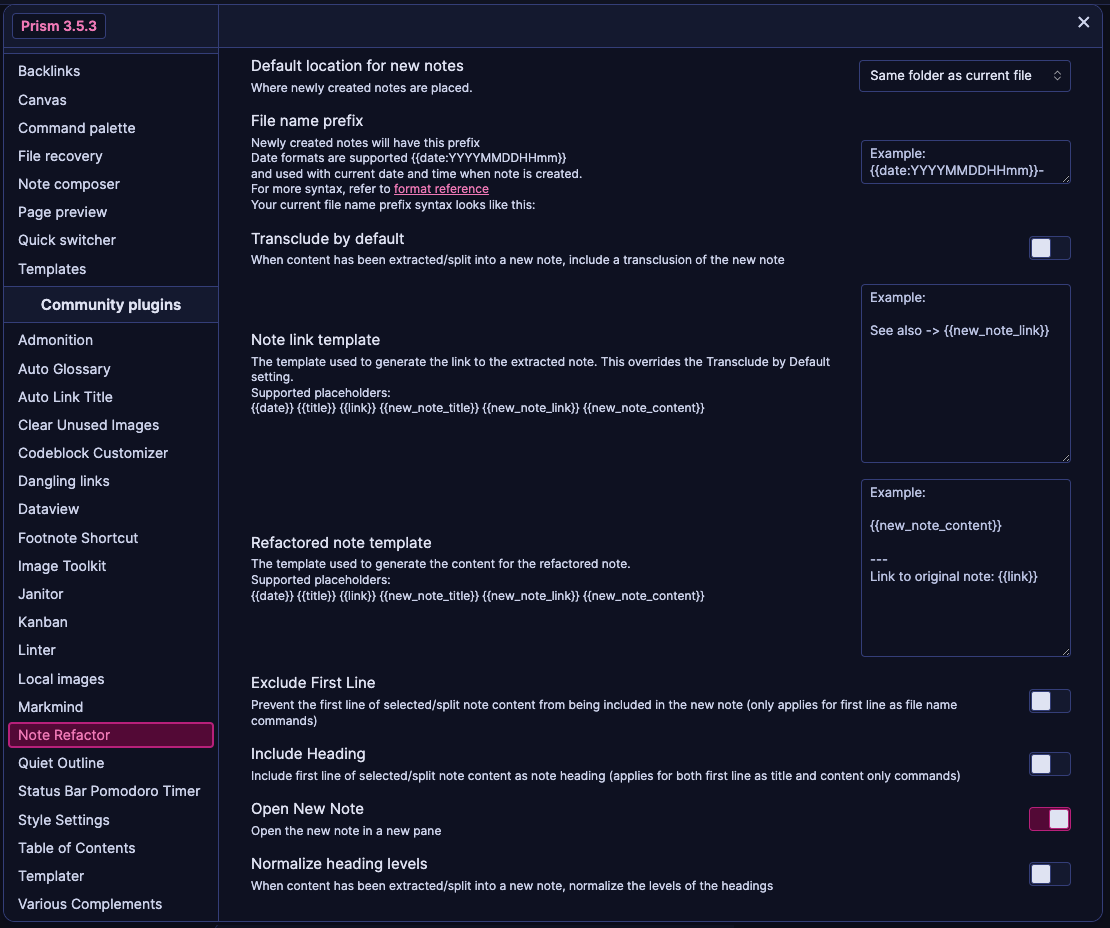 Prism 3.5.3
Backlinks
Canvas
Command palette
File recovery
Note composer
Page preview
Quick switcher
Templates
Community plugins
Admonition
Auto Glossary
Auto Link Title
Clear Unused Images
Codeblock Customizer
Dangling links
Dataview
Footnote Shortcut
Image Toolkit
Janitor
Kanban
Linter
Local images
Markmind
Note Refactor
Quiet Outline
Status Bar Pomodoro Timer
Style Settings
Table of Contents
Templater
Various Complements
Default location for new notes
Where newly created notes are placed.
Same folder as current file
File name prefix
Newly created notes will have this prefix
Date formats are supported {{date:YYYYMMDDHHmm}}
and used with current date and time when note is created.
For more syntax, refer to format reference
Your current file name prefix syntax looks like this:
Example:
{{date:YYYYMMDDHHmm}}-
Transclude by default
When content has been extracted/split into a new note, include a transclusion of the new note
Note link template
The template used to generate the link to the extracted note. This overrides the Transclude by Default
setting.
Supported placeholders:
{{date}} {{title}} {{link}} {{new_note_title}} {{new_note_link}} {{new_note_content}}
Example:
See also -> {{new_note_link}}
Refactored note template
The template used to generate the content for the refactored note.
Supported placeholders:
{{date}} {{title}} {{link}} {{new_note_title}} {{new_note_link}} {{new_note_content}}
Example:
{{new_note_content}}
---
Link to original note: {{link}}
Exclude First Line
Prevent the first line of selected/split note content from being included in the new note (only applies for first line as file name
commands)
Include Heading
Include first line of selected/split note content as note heading (applies for both first line as title and content only commands)
Open New Note
Open the new note in a new pane
Normalize heading levels
When content has been extracted/split into a new note, normalize the levels of the headings